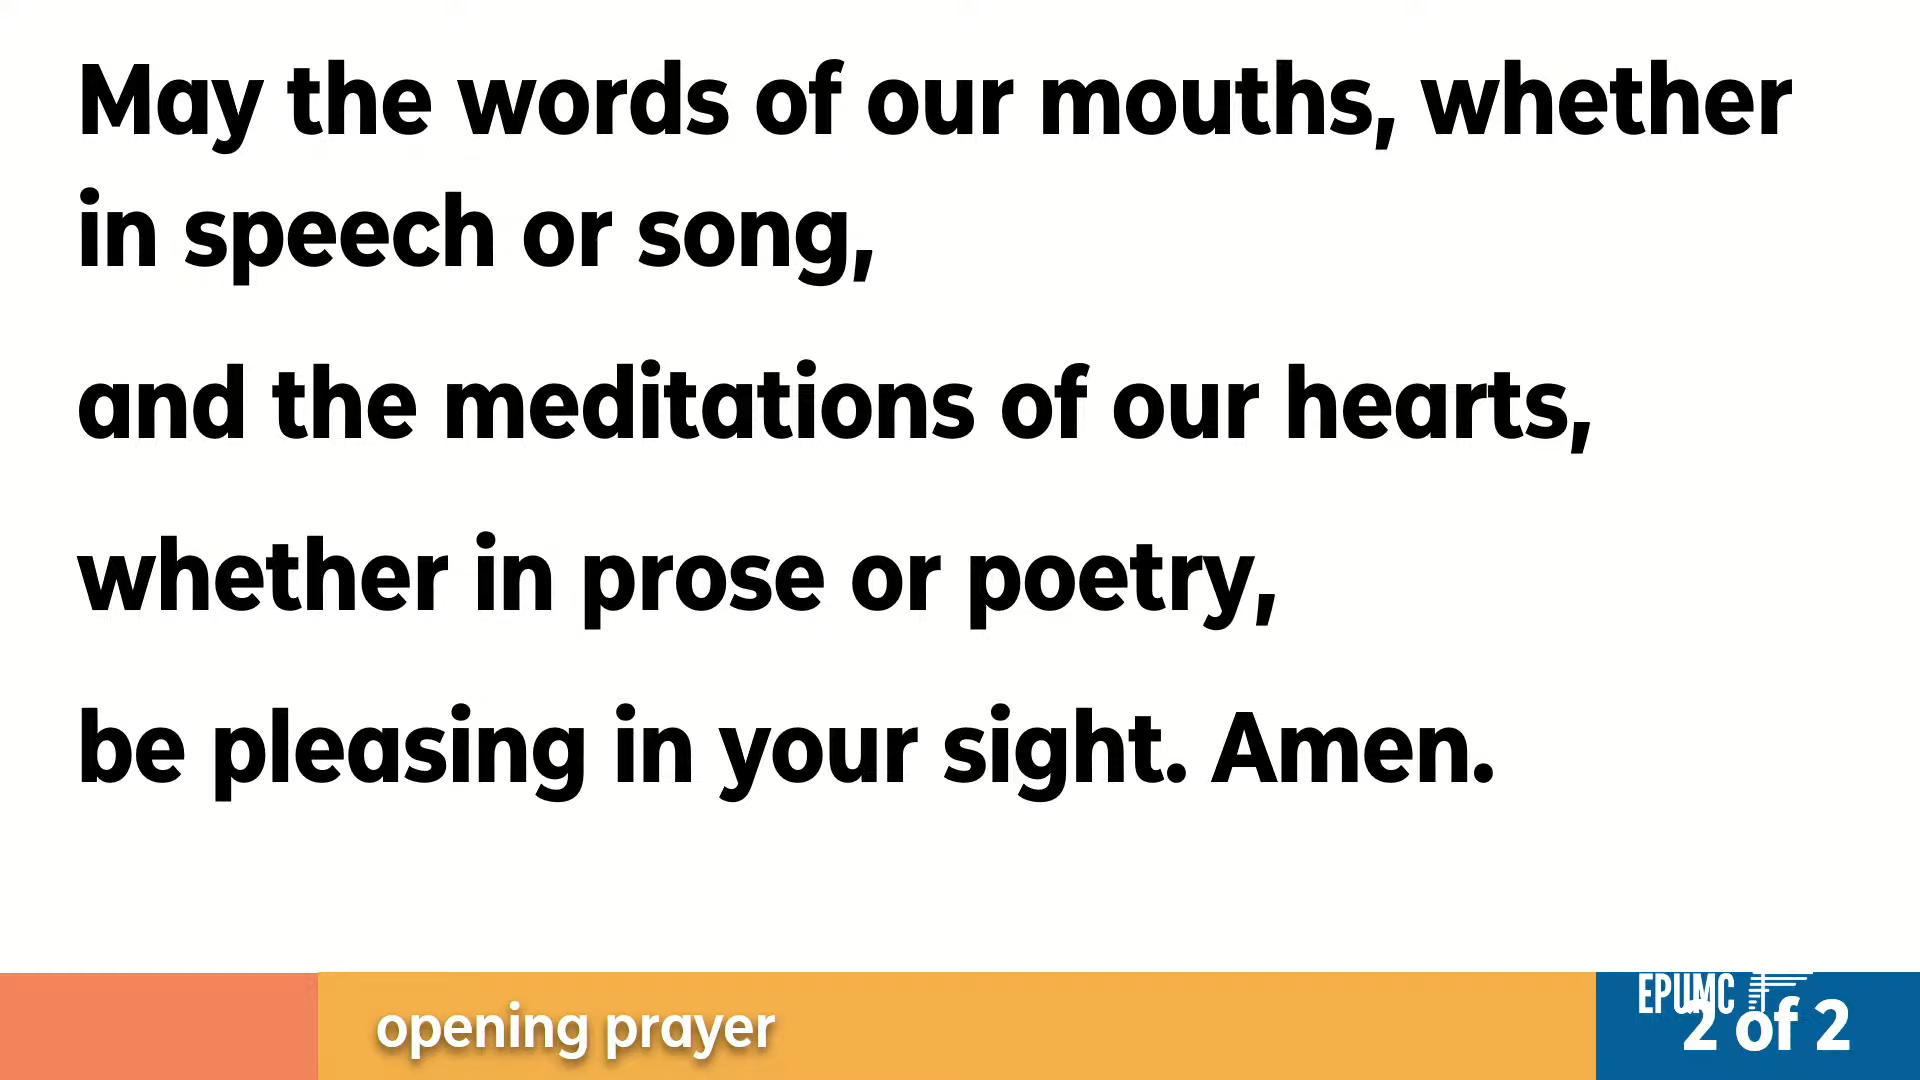 May the words of our mouths, whether
in speech or song,
and the meditations of our hearts,
whether in prose or poetry,
be pleasing in your sight. Amen.
opening prayer
EPUMC
2 of 2